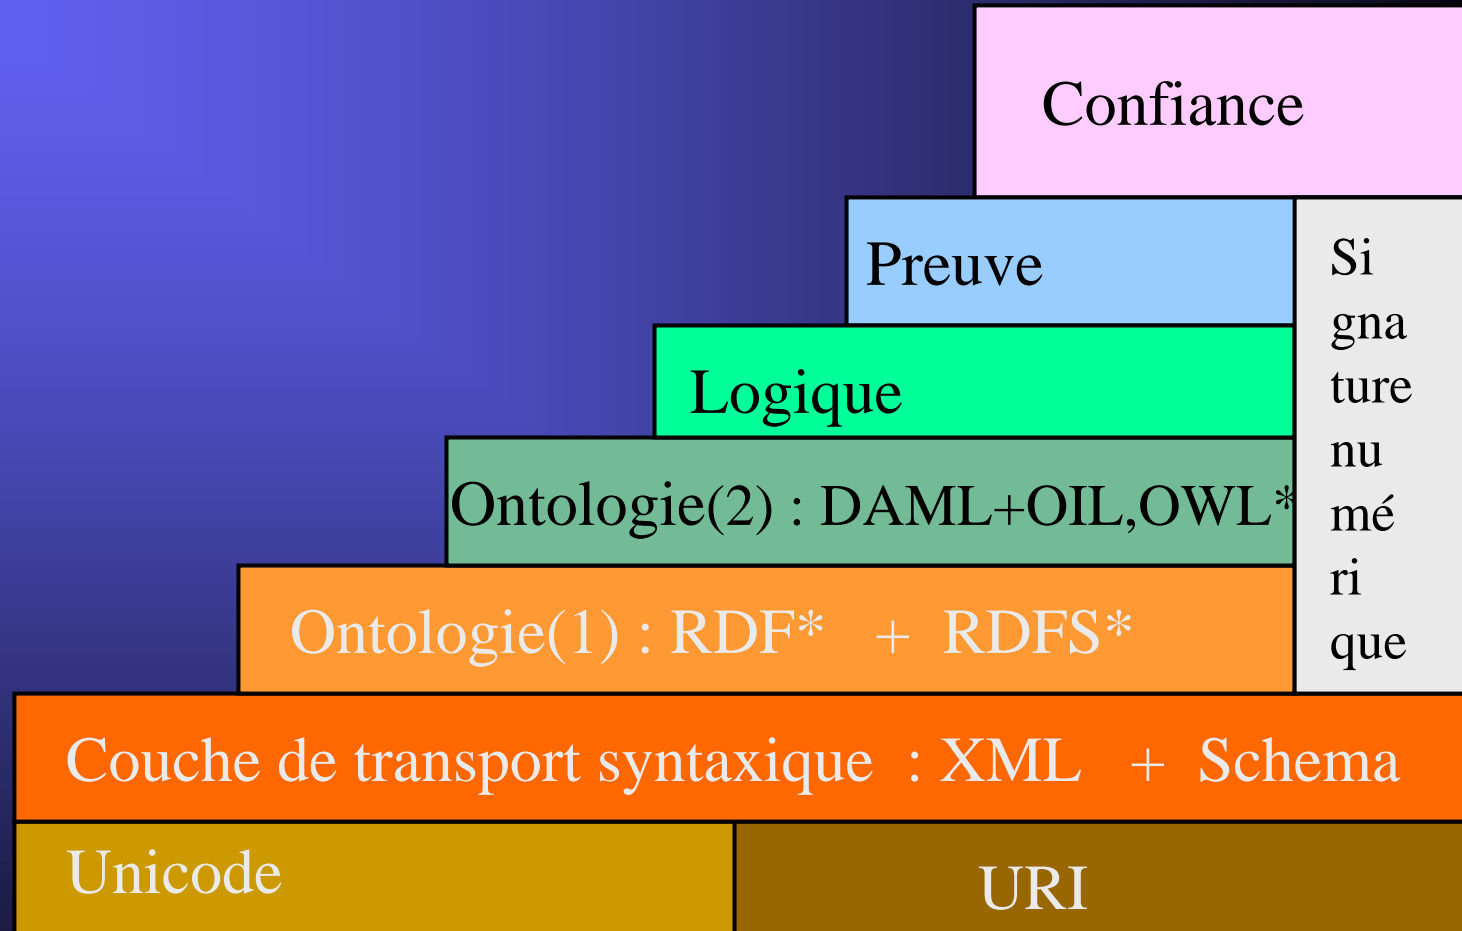 Confiance
Preuve
Logique
Ontologie(2) : DAML+OIL,OWL*
Ontologie(1) : RDF* + RDFS*
Si
gna
ture
nu
mé
ri
que
Couche de transport syntaxique : XML + Schema
Unicode
URI